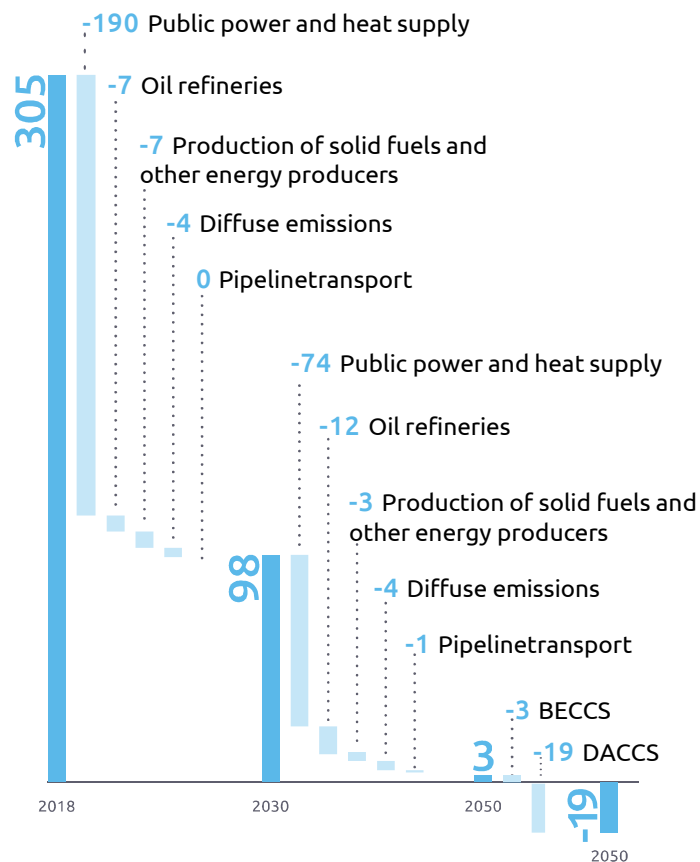 -190 Public power and heat supply
305
-7 Oil refineries
-7 Production of solid fuels and
other energy producers
-4 Diffuse emissions
0 Pipelinetransport
-74 Public power and heat supply
-12 Oil refineries
-3 Production of solid fuels and
other energy producers
98
-4 Diffuse emissions
-1 Pipelinetransport
-3 BECCS
3
-19 DACCS
-19
2018
2030
2050
2050